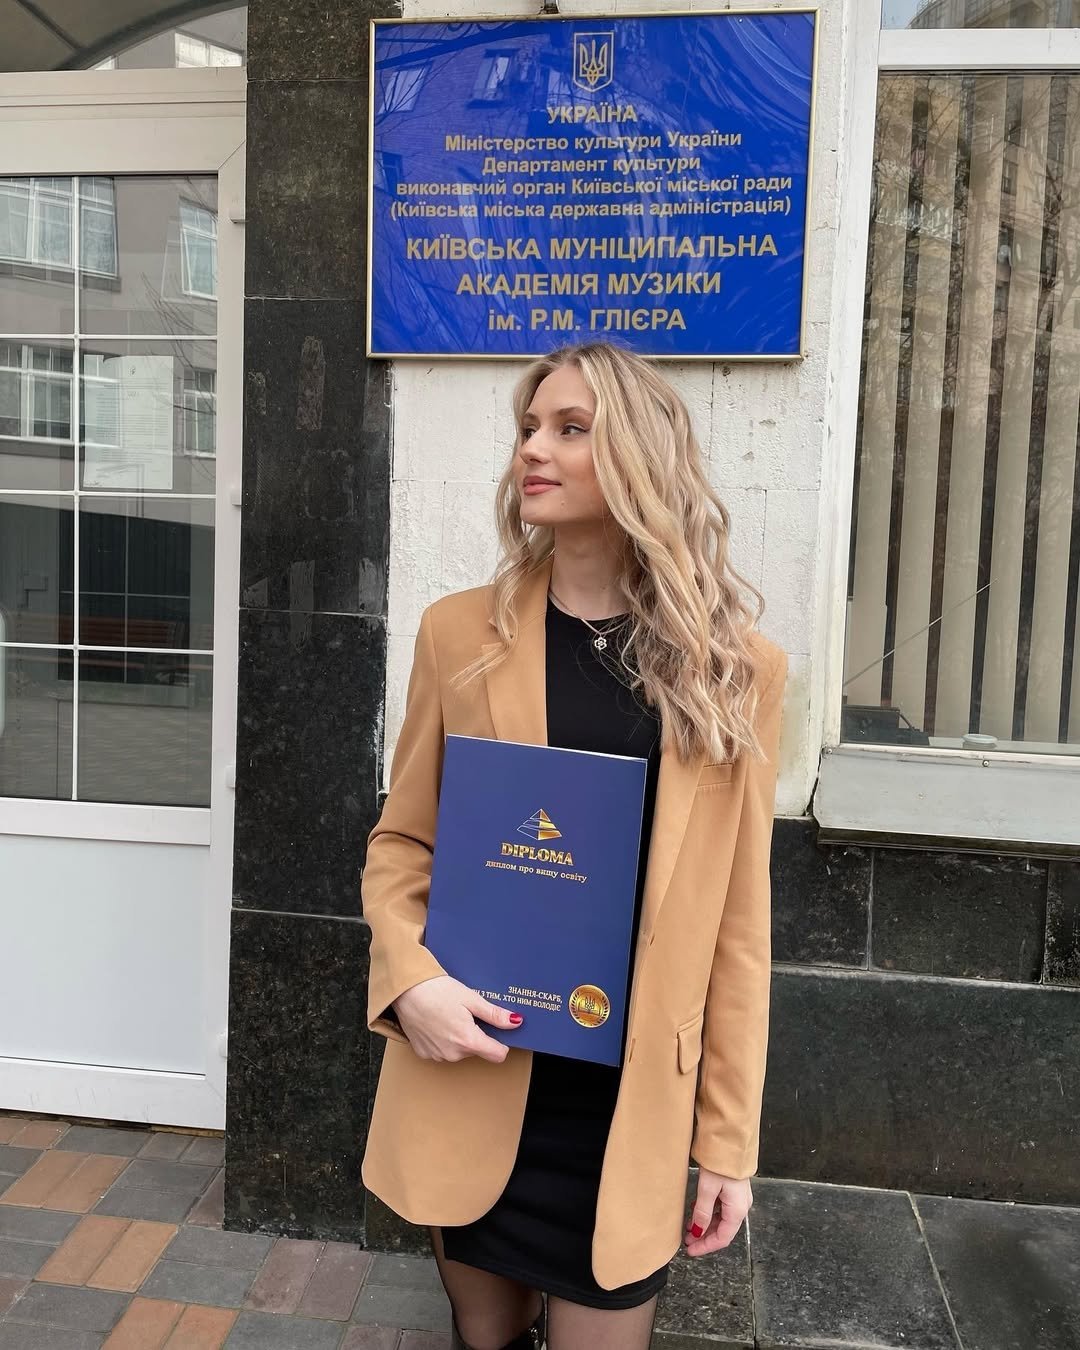 УКРАЇНА
Міністерство культури України
Департамент культури
виконавчий орган Київської міської ради
(Київська міська державна адміністрація)
КИЇВСЬКА МУНІЦИПАЛЬНА
АКАДЕМІЯ МУЗИКИ
ім. Р.М. ГЛІЄРА
DIPLOMA
диплом про вищу освіту
ЗНАННЯ-СКАРБ,
З ТИМ, ХТО НИМ ВОЛОДІЄ